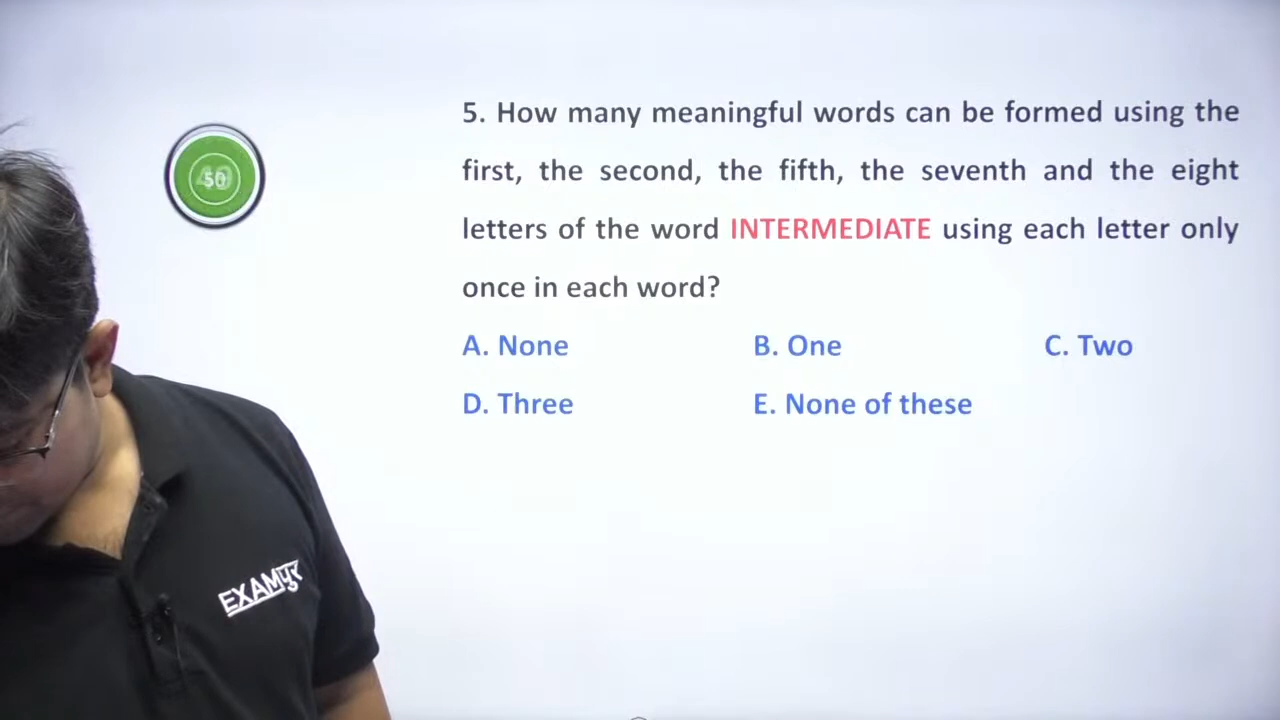 5. How many meaningful words can be formed using the
first, the second, the fifth, the seventh and the eight
letters of the word INTERMEDIATE using each letter only
once in each word?
A. None B. One C. Two
D. Three E. None of these
50
EXAMपुर